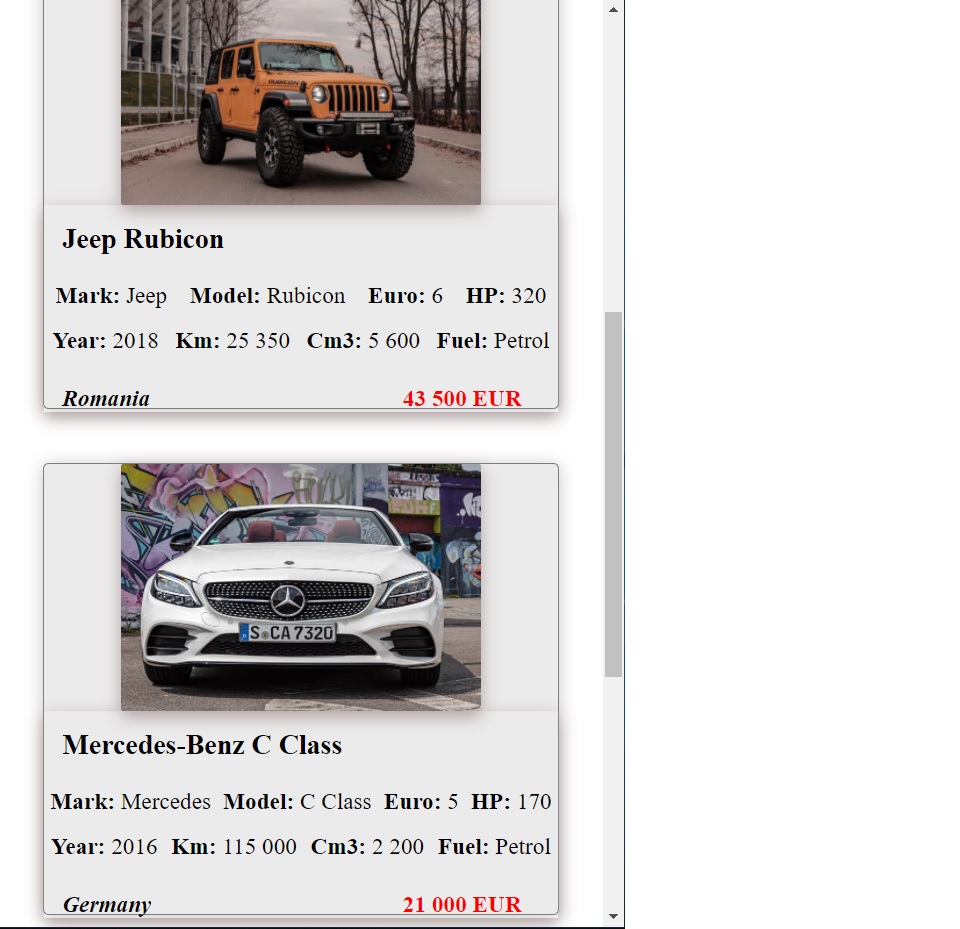 RUBICON
Jeep Rubicon
Mark: Jeep Model: Rubicon Euro: 6 HP: 320
Year: 2018 Km: 25 350 Cm3: 5 600 Fuel: Petrol
Romania 43 500 EUR
S CA 7320
Mercedes-Benz C Class
Mark: Mercedes Model: C Class Euro: 5 HP: 170
Year: 2016 Km: 115 000 Cm3: 2 200 Fuel: Petrol
Germany 21 000 EUR